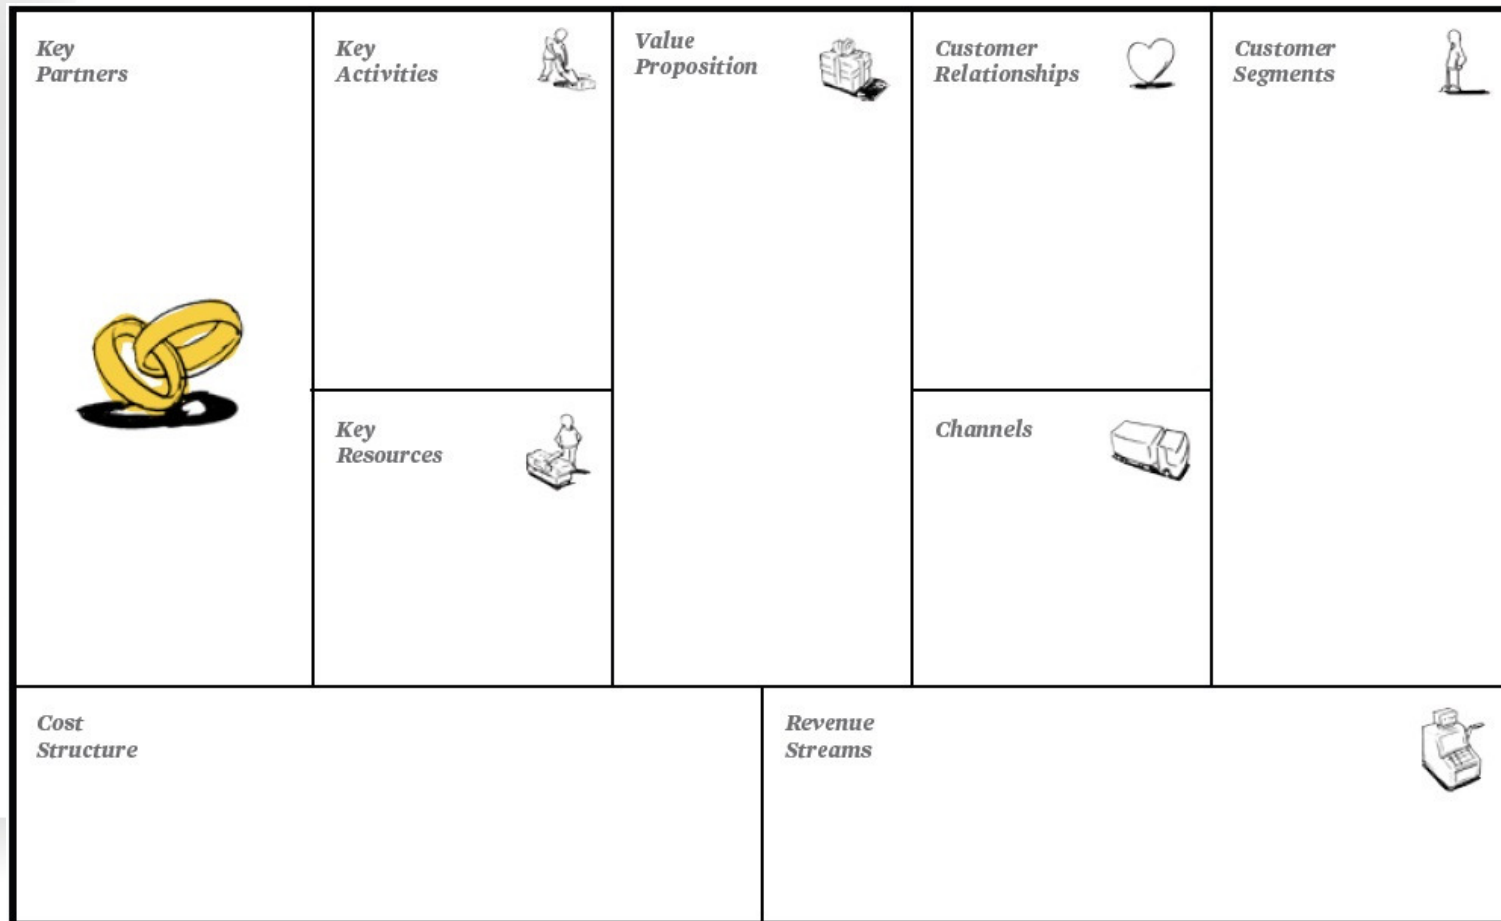 Key
Partners
Key
Activities
Value
Proposition
Customer
Relationships
Customer
Segments
Key
Resources
Channels
Cost
Structure
Revenue
Streams